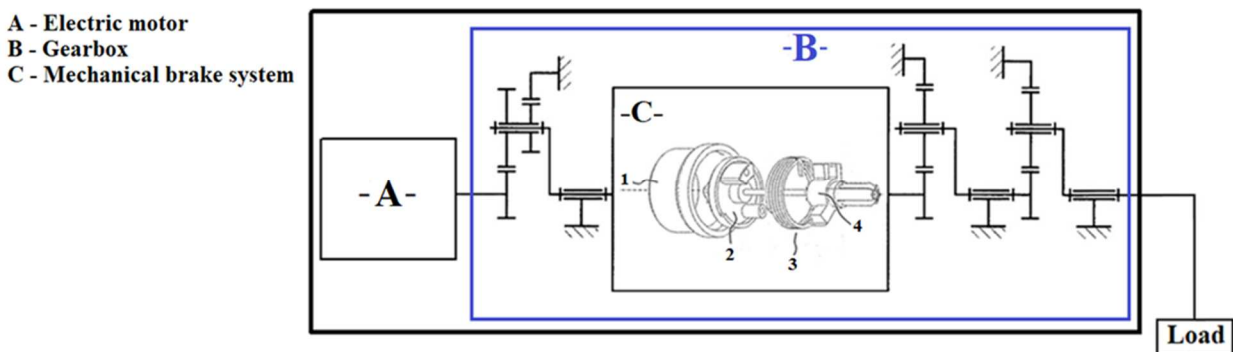 A - Electric motor
B - Gearbox
C - Mechanical brake system
-B-
-C-
-A-
1
2
3
4
Load